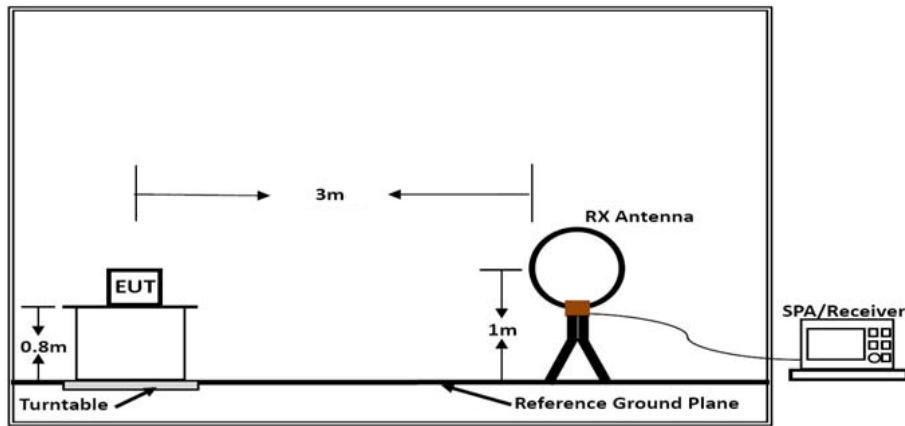 3m
RX Antenna
EUT
SPA/Receiver
0.8m
1m
Turntable
Reference Ground Plane